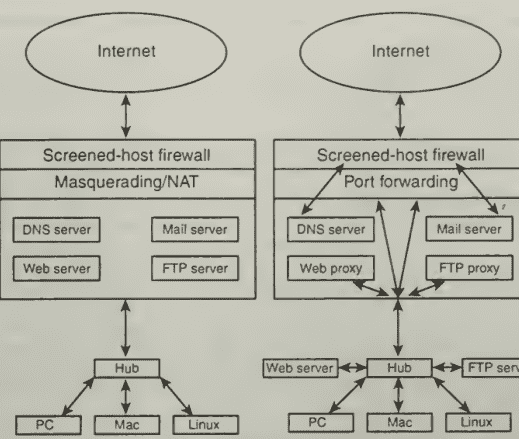 Internet
Screened-host firewall
Masquerading/NAT
DNS server
Mail server
Web server
FTP server
Hub
PC
Mac
Linux
Internet
Screened-host firewall
Port forwarding
DNS server
Mail server
Web proxy
FTP proxy
Web server
Hub
FTP
PC
Mac
Linux